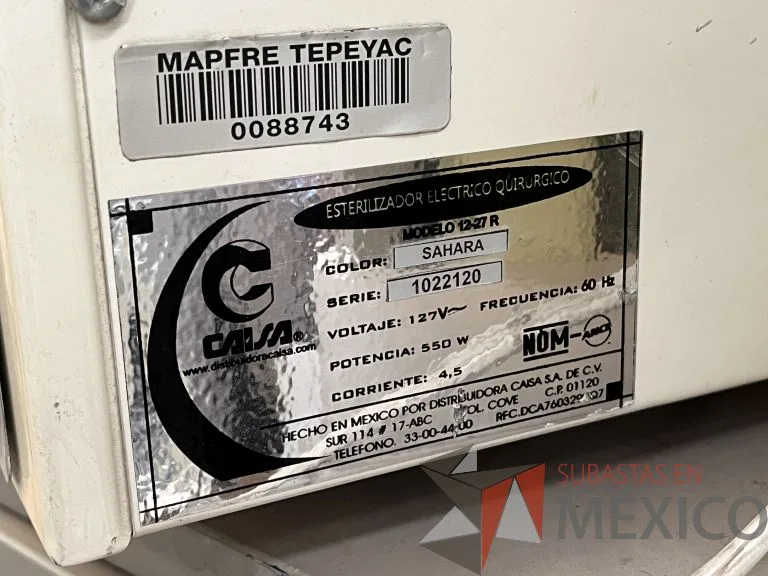 MAPFRE TEPEYAC
0088743
ESTERILIZADOR ELECTRICO QUIRURGICO
MODELO 12-27 R
COLOR: SAHARA
SERIE: 1022120
VOLTAJE: 127V~ FRECUENCIA: 60 Hz
POTENCIA: 550 W
CORRIENTE: 4,5
NOM-ANCE
C
CAISA®
www.distibuidoracaisa.com
HECHO EN MEXICO POR DISTRIBUIDORA CAISA S.A. DE C.V.
SUR 114 # 17-ABC COL. COVE C.P. 01120
TELEFONO. 33-00-44-00
SUBASTAS EN
MEXICO